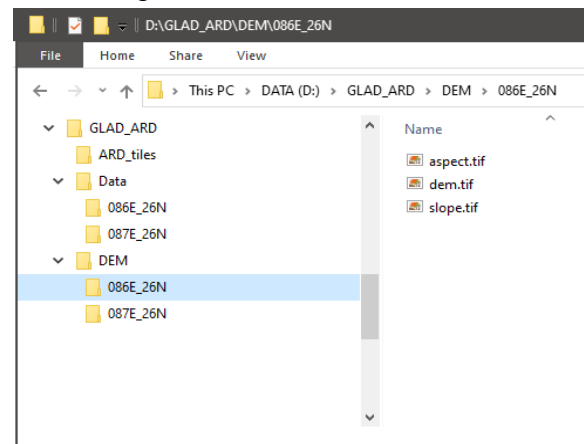 D:\GLAD_ARD\DEM\086E_26N
File Home Share View
This PC > DATA (D:) > GLAD_ARD > DEM > 086E_26N
GLAD_ARD
ARD_tiles
Data
086E_26N
087E_26N
DEM
086E_26N
087E_26N
Name
aspect.tif
dem.tif
slope.tif